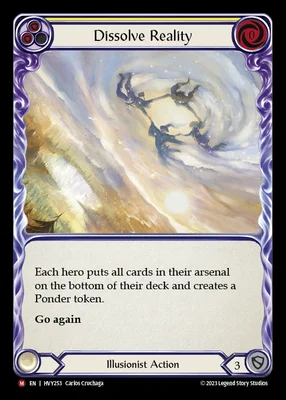 Dissolve Reality
0
Each hero puts all cards in their arsenal
on the bottom of their deck and creates a
Ponder token.
Go again
Illusionist Action
3
M EN | HVY253 Carlos Cruchaga
©2023 Legend Story Studios